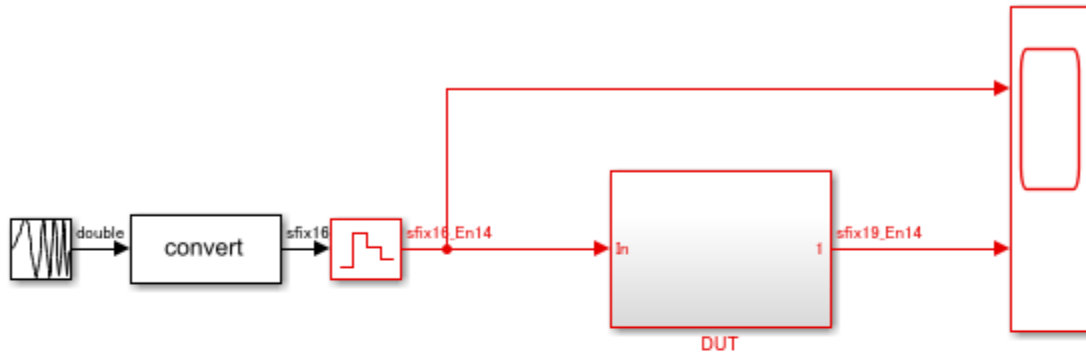 double
convert
sfix16
sfix16_En14
In
1
sfix19_En14
DUT